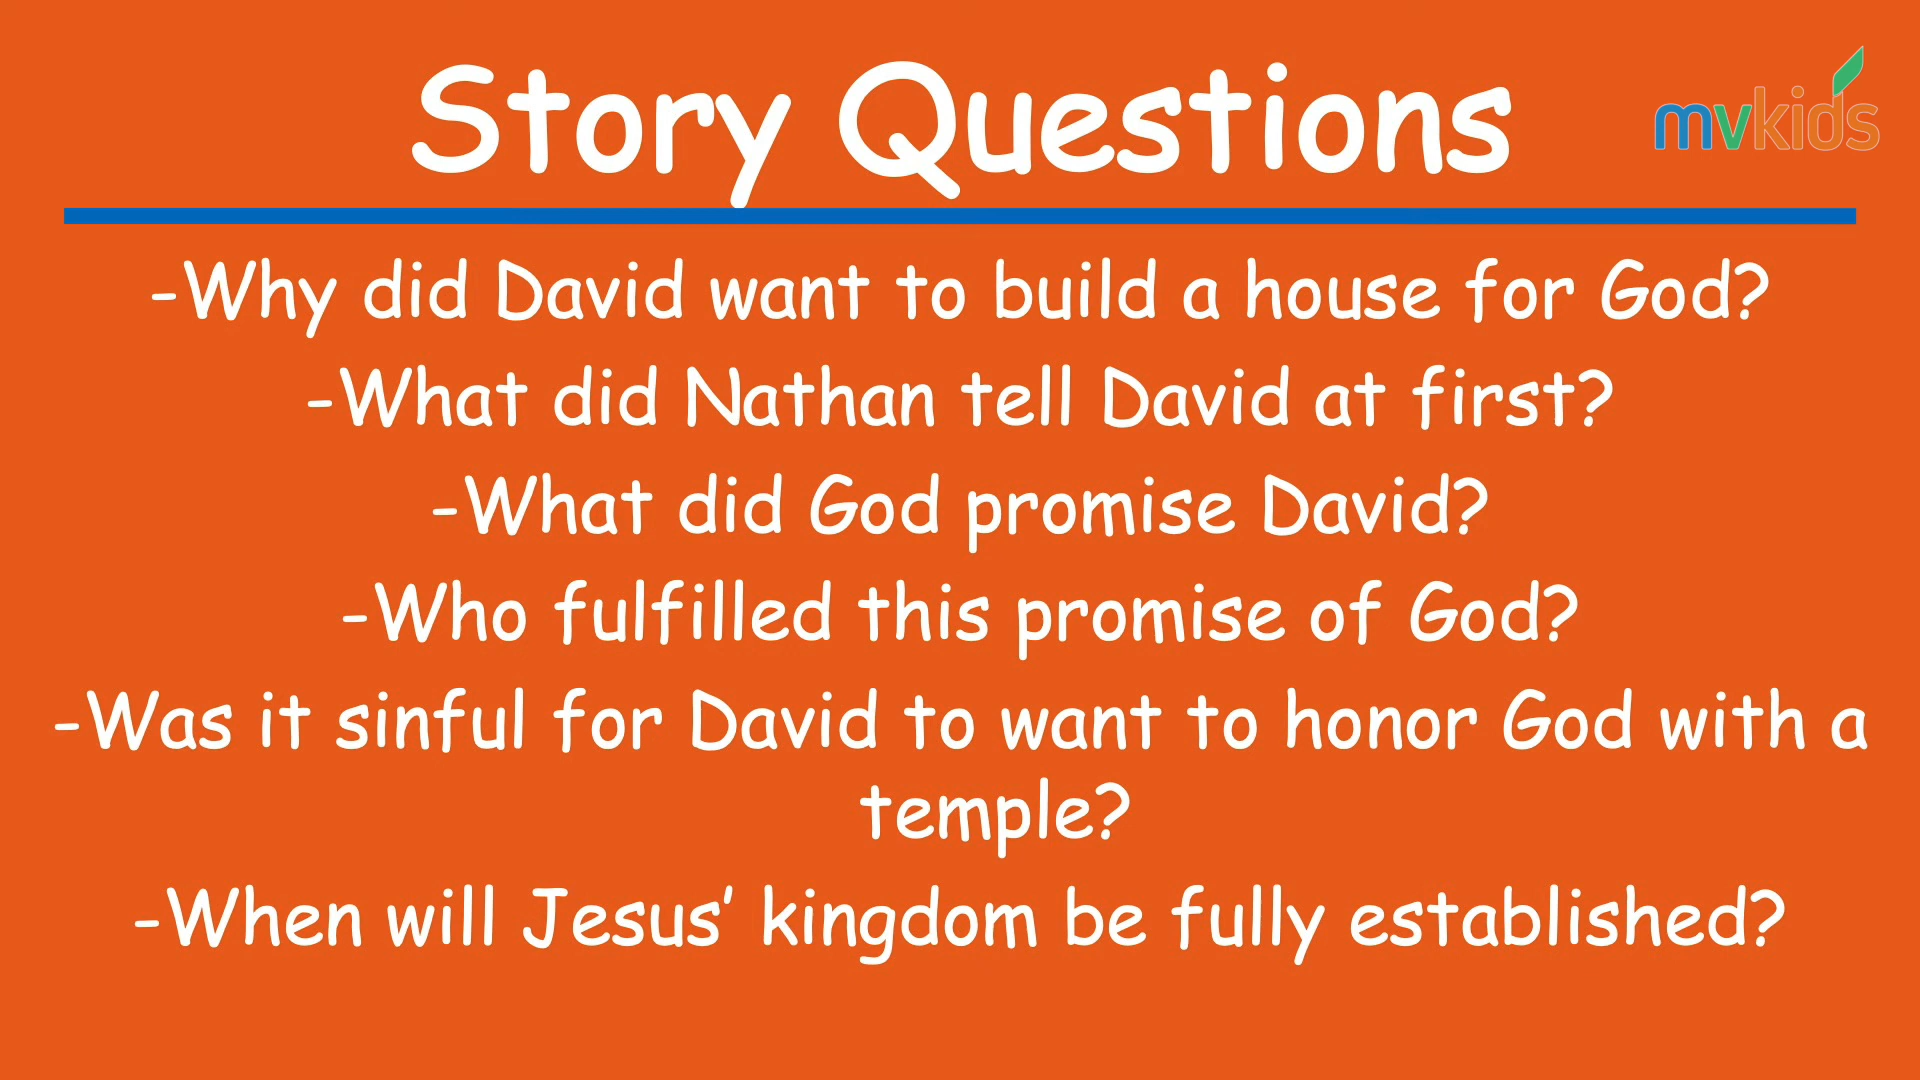 Story Questions
mvkids
-Why did David want to build a house for God?
-What did Nathan tell David at first?
-What did God promise David?
-Who fulfilled this promise of God?
-Was it sinful for David to want to honor God with a
temple?
-When will Jesus’ kingdom be fully established?